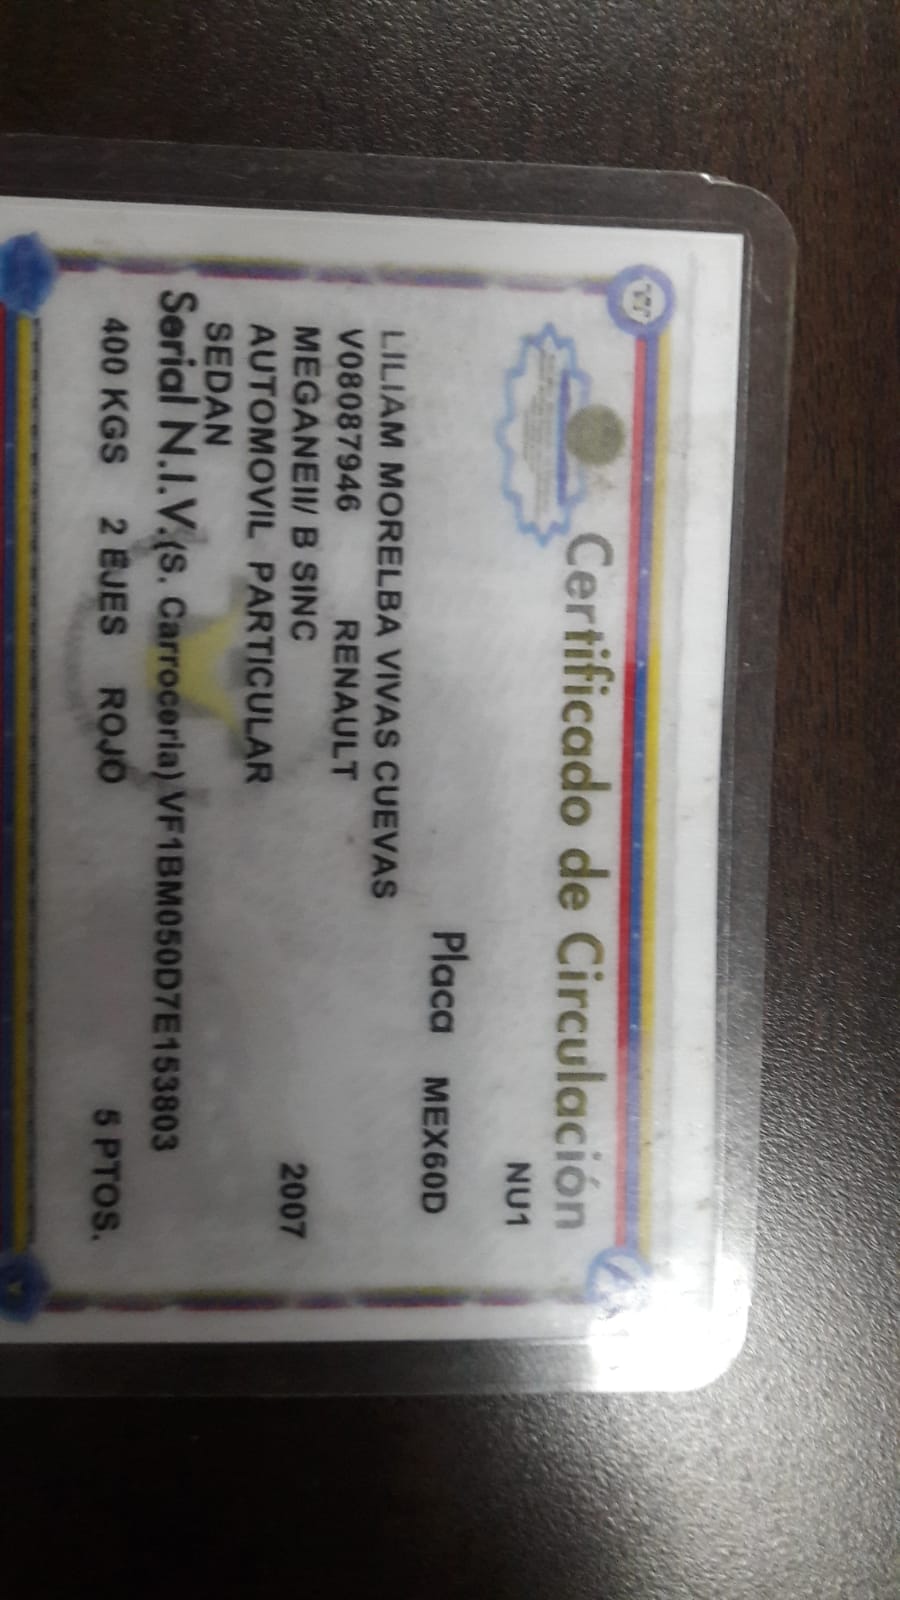 Certificado de Circulación
NU1
Placa MEX60D
LILIAM MORELBA VIVAS CUEVAS
V08087946 RENAULT
MEGANEII/ B SINC 2007
AUTOMOVIL PARTICULAR
SEDAN
Serial N.I.V.(S. Carroceria) VF1BM050D7E153803
400 KGS 2 EJES ROJO 5 PTOS.